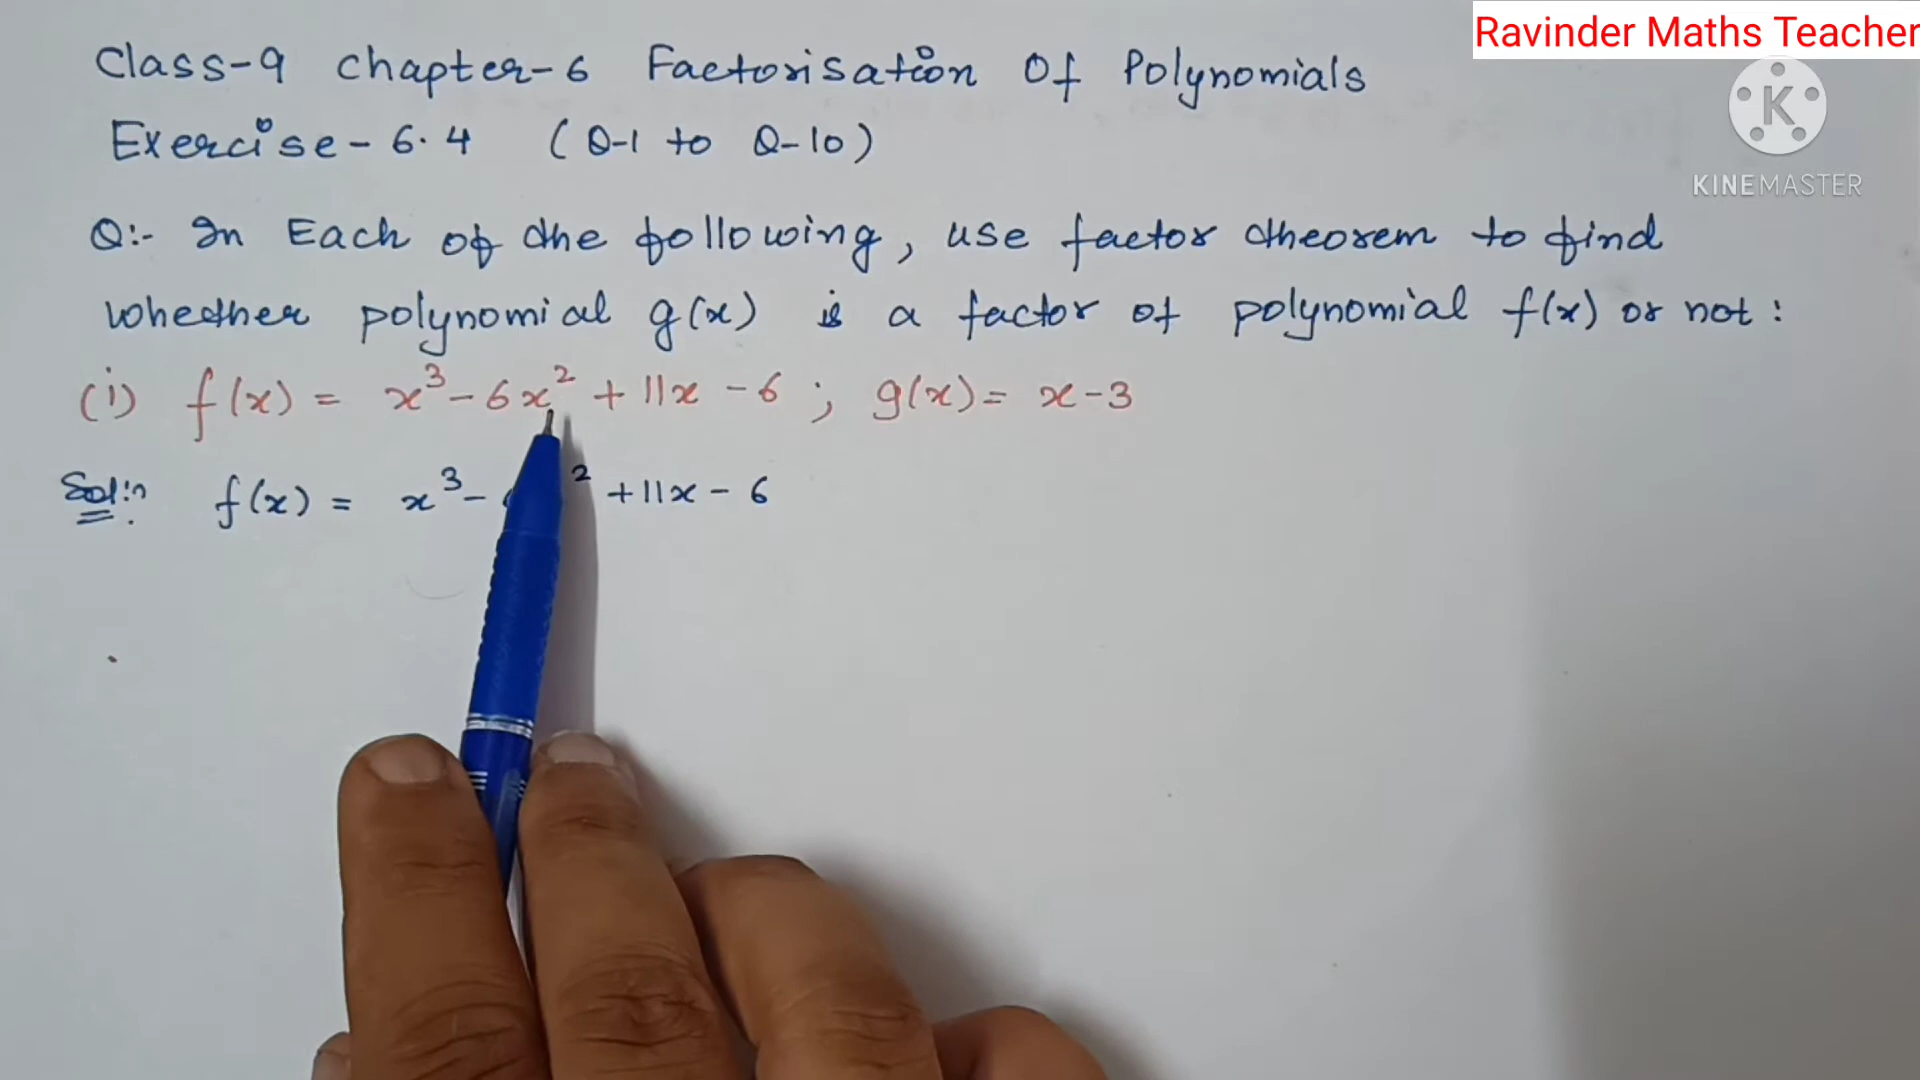 Ravinder Maths Teacher
KINEMASTER
Class-9 Chapter-6 Factorisation Of Polynomials
Exercise-6.4 (Q-1 to Q-10)
Q:- In Each of the following, use factor theorem to find
whether polynomial g(x) is a factor of polynomial f(x) or not:
(i) f(x) = x³ - 6x² + 11x - 6 ; g(x) = x - 3
Sol:n f(x) = x³ - ² + 11x - 6